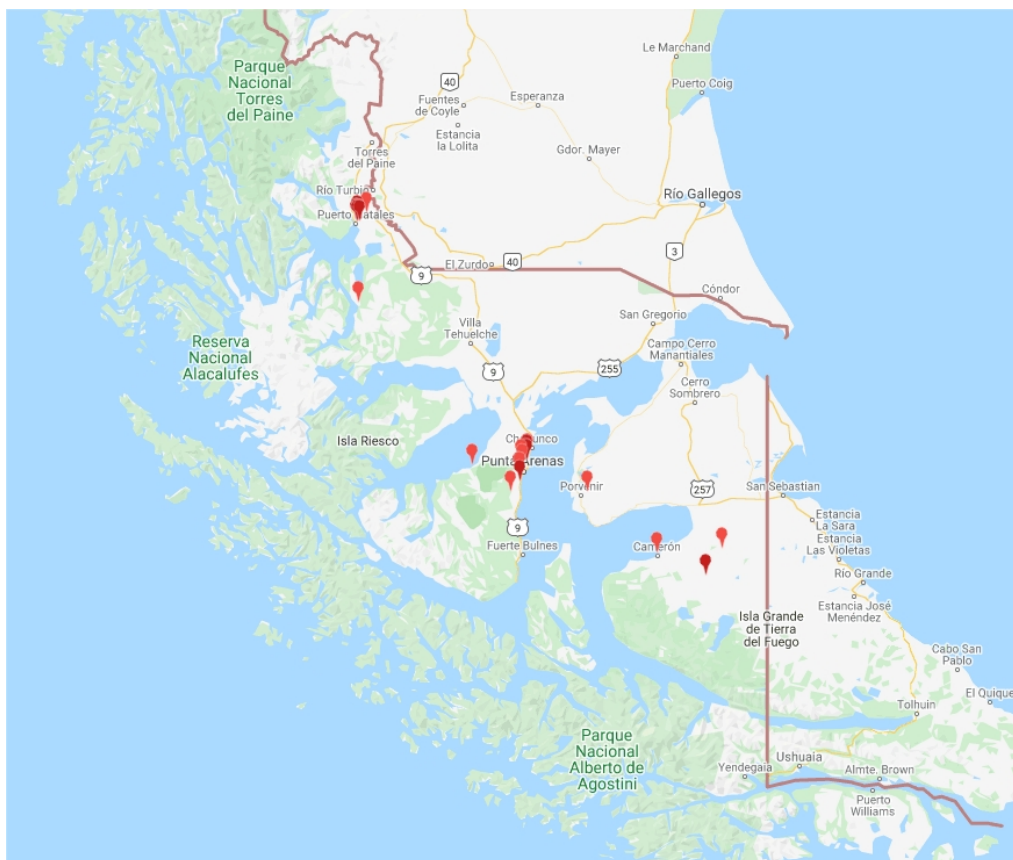 Le Marchand
Parque
Nacional
Torres
del Paine
40
Puerto Coig
Fuentes
de Coyle
Esperanza
Estancia
la Lolita
Torres
del Paine
Gdor. Mayer
Río Turbio
Río Gallegos
Puerto
3
El Zurdo
40
9
Cóndor
San Gregorio
Villa
Tehuelche
Reserva
Nacional
Alacalufes
Campo Cerro
Manantiales
255
9
Cerro
Sombrero
Isla Riesco
Punta Arenas
Porvenir
257
San Sebastian
9
Estancia
La Sara
Fuerte Bulnes
Camerón
Estancia
Las Violetas
Río Grande
Estancia José
Menéndez
Isla Grande
de Tierra
del Fuego
Cabo San
Pablo
El Quique
Tolhuin
Parque
Nacional
Alberto de
Agostini
Ushuaia
Yendegaia
Almte. Brown
Puerto
Williams